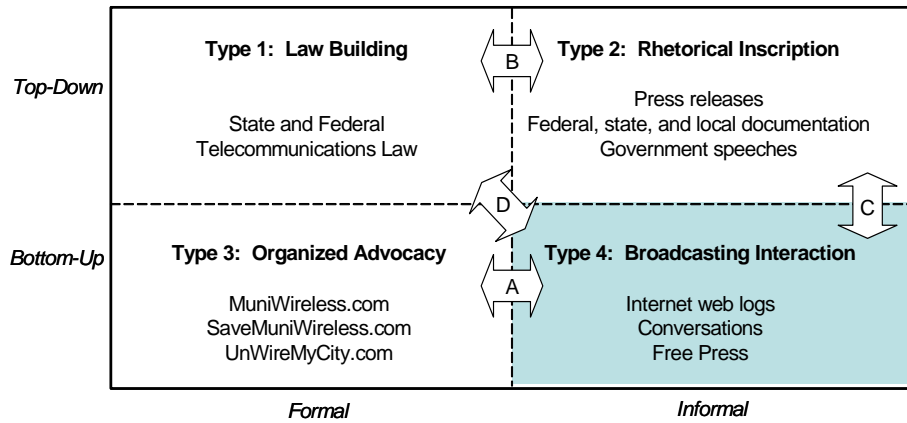 Type 1:  Law Building
B
Type 2:  Rhetorical Inscription
Top-Down
State and Federal
Telecommunications Law
Press releases
Federal, state, and local documentation
Government speeches
D
C
Bottom-Up
Type 3:  Organized Advocacy
A
Type 4:  Broadcasting Interaction
MuniWireless.com
SaveMuniWireless.com
UnWireMyCity.com
Internet web logs
Conversations
Free Press
Formal
Informal